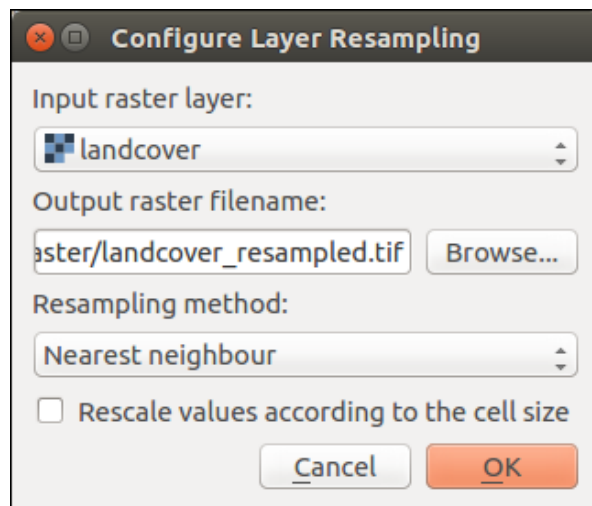 Configure Layer Resampling
Input raster layer:
landcover
Output raster filename:
aster/landcover_resampled.tif Browse...
Resampling method:
Nearest neighbour
Rescale values according to the cell size
Cancel OK